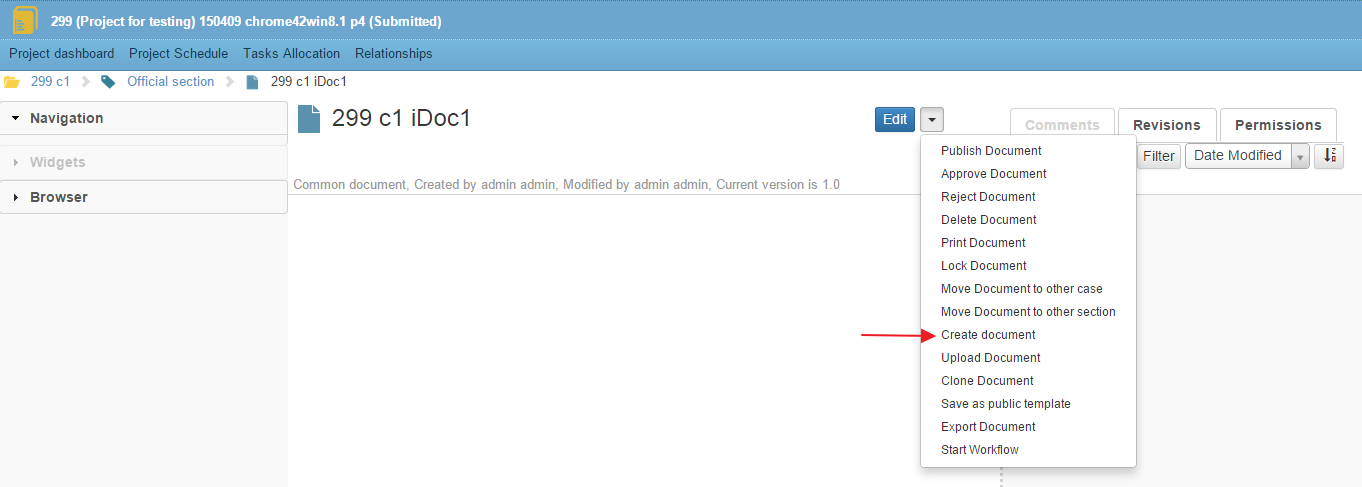 299 (Project for testing) 150409 chrome42win8.1 p4 (Submitted)
Project dashboard Project Schedule Tasks Allocation Relationships
299 c1 Official section 299 c1 iDoc1
Navigation
Widgets
Browser
299 c1 iDoc1
Edit
Common document, Created by admin admin, Modified by admin admin, Current version is 1.0
Publish Document
Approve Document
Reject Document
Delete Document
Print Document
Lock Document
Move Document to other case
Move Document to other section
Create document
Upload Document
Clone Document
Save as public template
Export Document
Start Workflow
Comments Revisions Permissions
Filter Date Modified